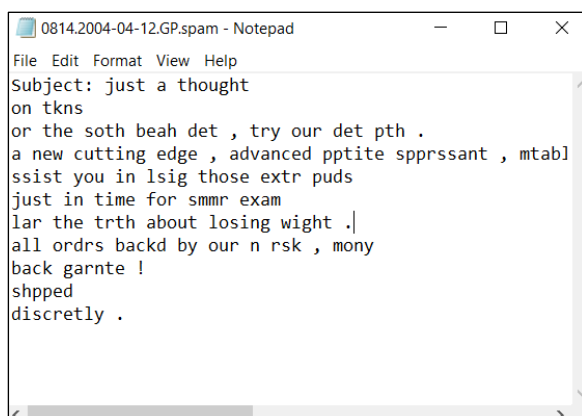 0814.2004-04-12.GP.spam - Notepad
File Edit Format View Help
Subject: just a thought
on tkns
or the soth beah det , try our det pth .
a new cutting edge , advanced pptite spprssant , mtabl
ssist you in lsig those extr puds
just in time for smmr exam
lar the trth about losing wight .
all ordrs backd by our n rsk , mony
back garnte !
shpped
discretly .